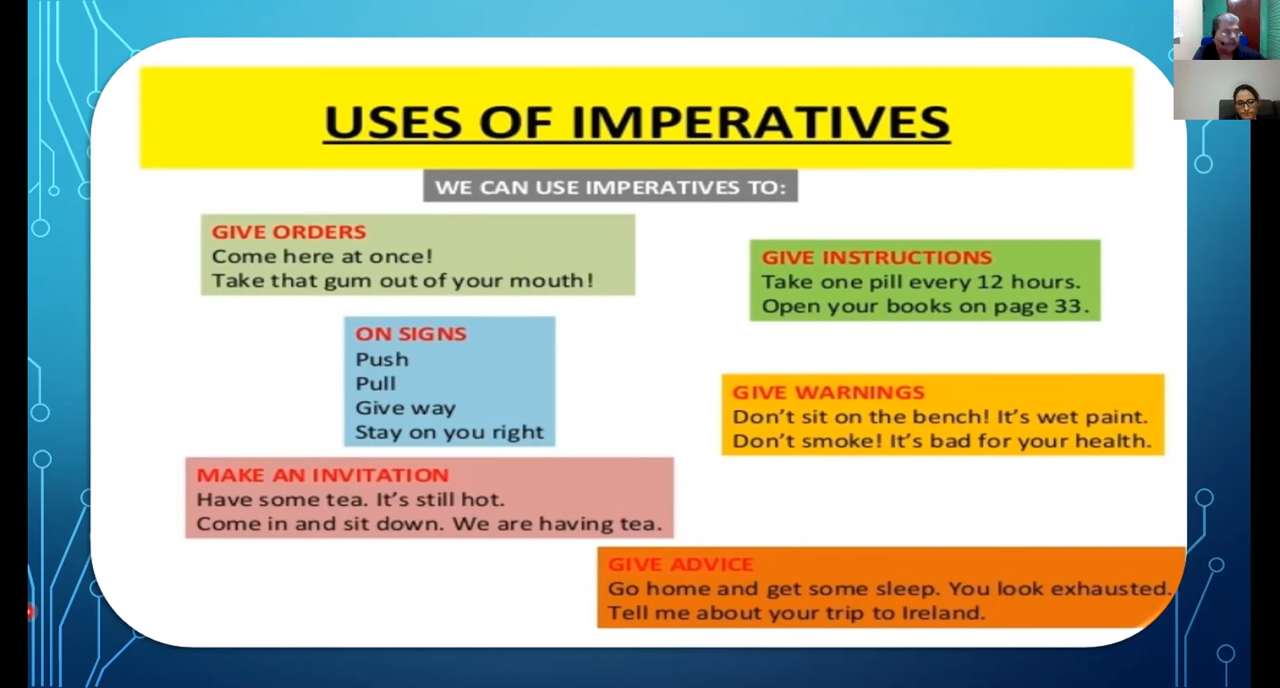 USES OF IMPERATIVES
WE CAN USE IMPERATIVES TO:
GIVE ORDERS
Come here at once!
Take that gum out of your mouth!
GIVE INSTRUCTIONS
Take one pill every 12 hours.
Open your books on page 33.
ON SIGNS
Push
Pull
Give way
Stay on you right
GIVE WARNINGS
Don't sit on the bench! It's wet paint.
Don't smoke! It's bad for your health.
MAKE AN INVITATION
Have some tea. It's still hot.
Come in and sit down. We are having tea.
GIVE ADVICE
Go home and get some sleep. You look exhausted.
Tell me about your trip to Ireland.